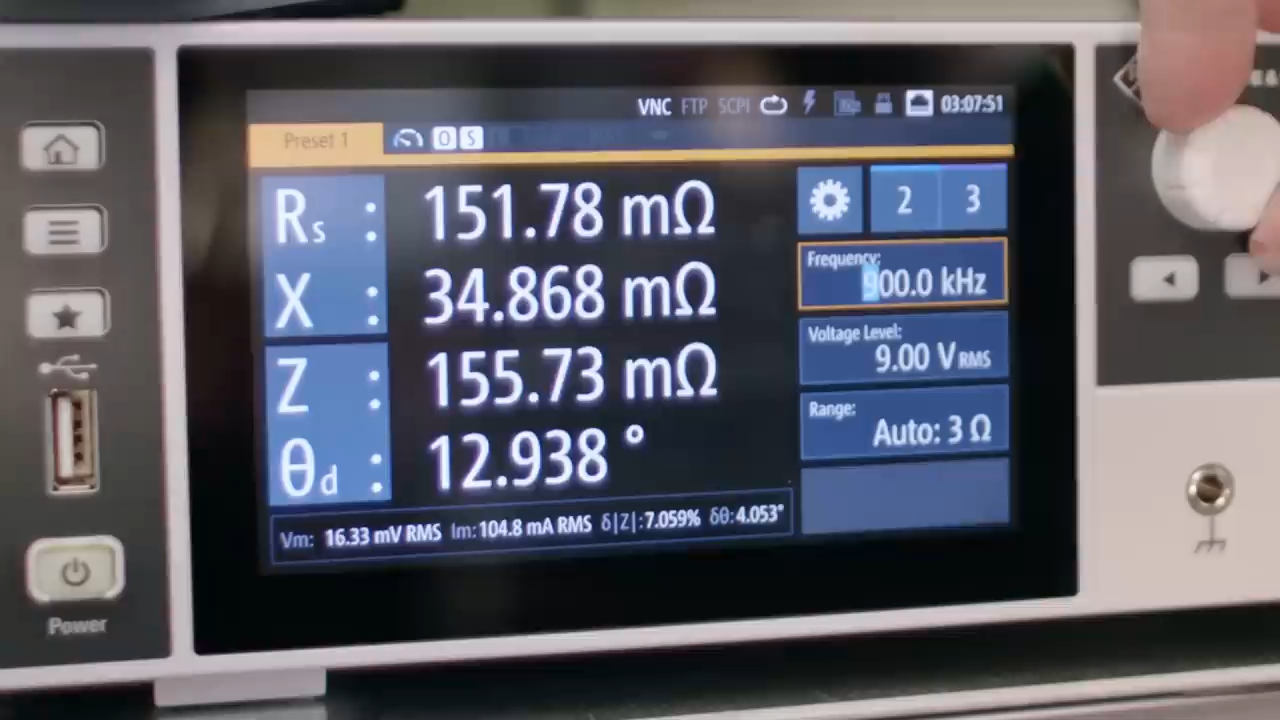 VNC FTP SCPI 03:07:51
Preset 1 O S
Rs : 151.78 mΩ
X : 34.868 mΩ
Z : 155.73 mΩ
θd : 12.938 °
Vm: 16.33 mV RMS Im: 104.8 mA RMS δ|Z|: 7.059% δθ: 4.053°
2 3
Frequency:
900.0 kHz
Voltage Level:
9.00 V RMS
Range:
Auto: 3 Ω
Power